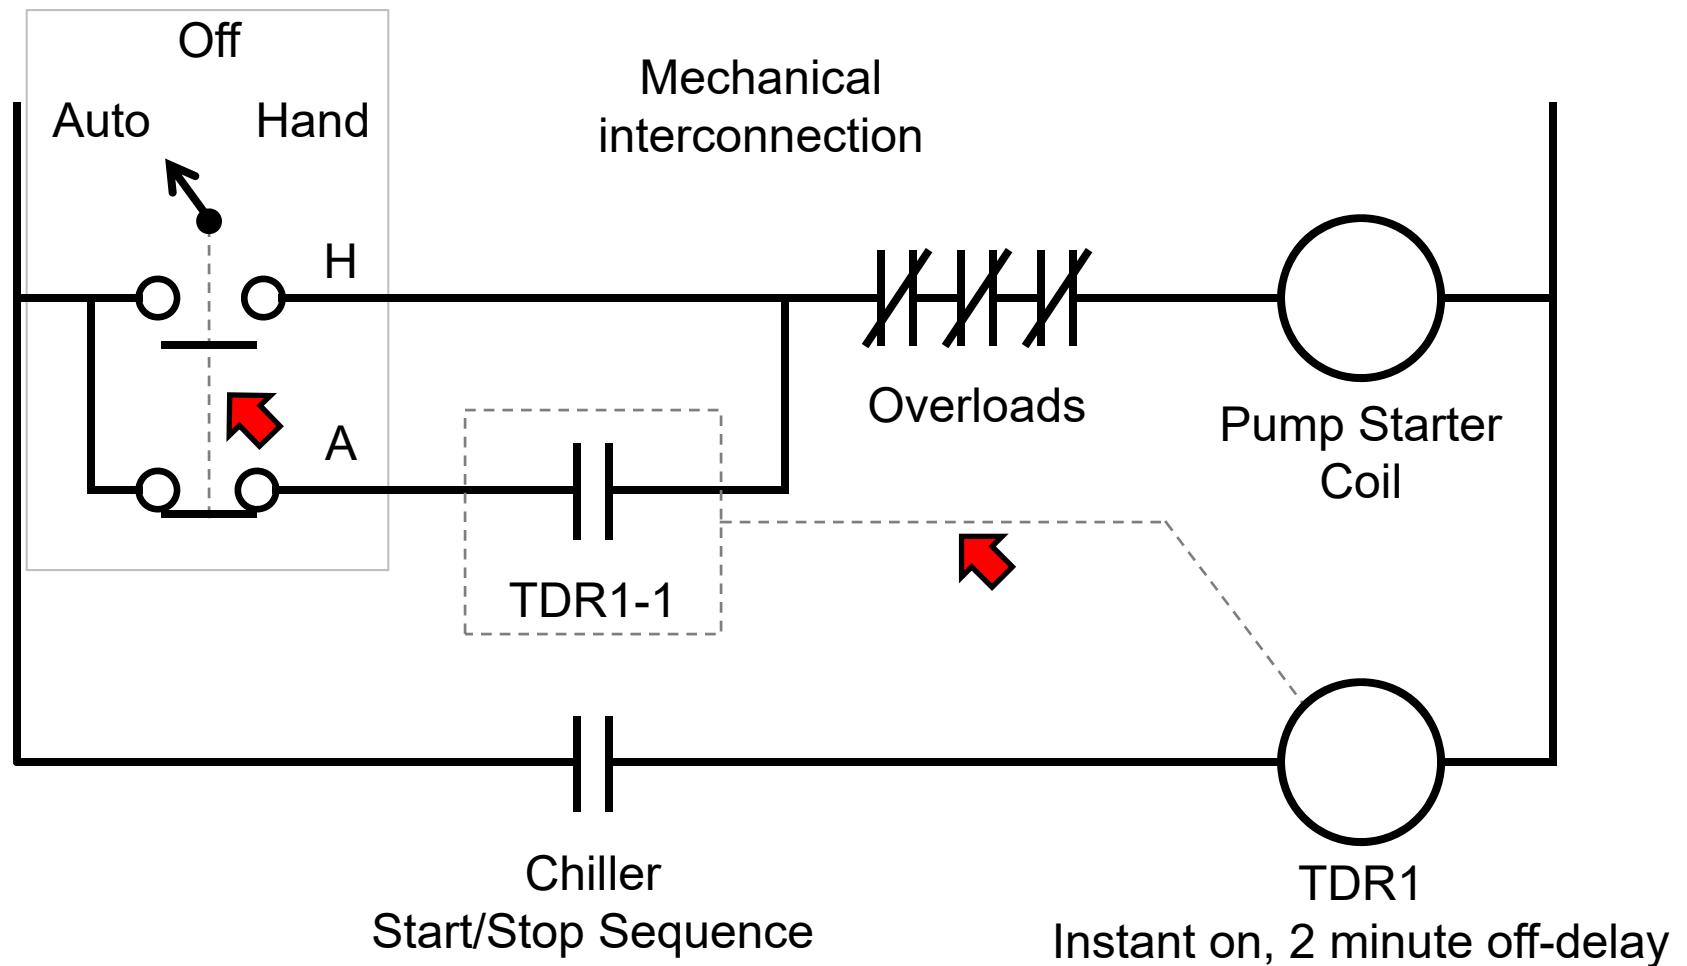 Off
Auto
Hand
Mechanical
interconnection
H
A
Overloads
Pump Starter
Coil
TDR1-1
Chiller
Start/Stop Sequence
TDR1
Instant on, 2 minute off-delay